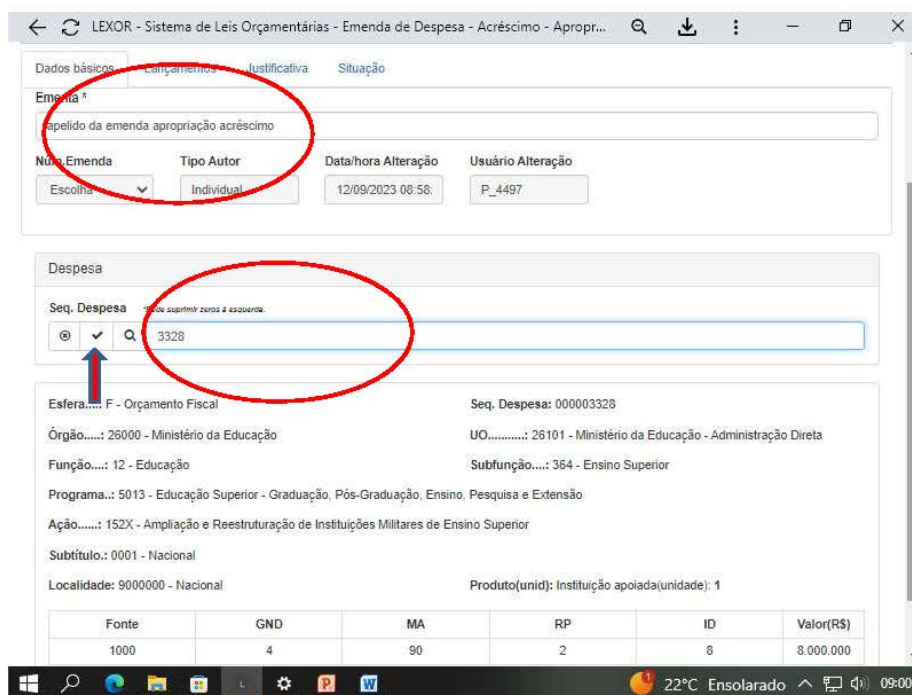 LEXOR - Sistema de Leis Orçamentárias - Emenda de Despesa - Acréscimo - Apropr...
Dados básicos Lançamentos Justificativa Situação
Ementa *
apelido da emenda apropriação acréscimo
Núm.Emenda Tipo Autor Data/hora Alteração Usuário Alteração
Escolha Individual 12/09/2023 08:58: P_4497
Despesa
Seq. Despesa *Pode suprimir zeros à esquerda.
3328
Esfera....: F - Orçamento Fiscal Seq. Despesa: 000003328
Órgão.....: 26000 - Ministério da Educação UO...........: 26101 - Ministério da Educação - Administração Direta
Função....: 12 - Educação Subfunção....: 364 - Ensino Superior
Programa..: 5013 - Educação Superior - Graduação, Pós-Graduação, Ensino, Pesquisa e Extensão
Ação......: 152X - Ampliação e Reestruturação de Instituições Militares de Ensino Superior
Subtítulo.: 0001 - Nacional
Localidade: 9000000 - Nacional Produto(unid): Instituição apoiada(unidade): 1
Fonte GND MA RP ID Valor(R$)
1000 4 90 2 8 8.000.000
L P W 1 22°C Ensolarado 09:00